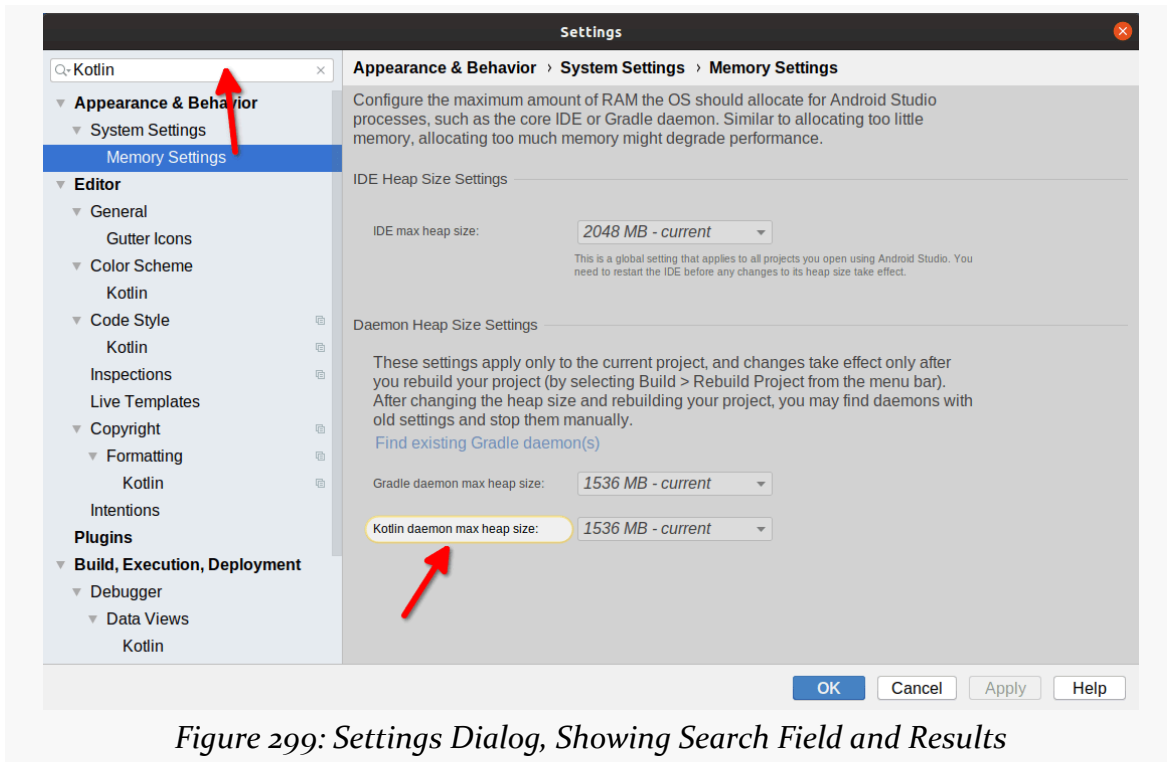 Settings
Kotlin
Appearance & Behavior
System Settings
Memory Settings
Editor
General
Gutter Icons
Color Scheme
Kotlin
Code Style
Kotlin
Inspections
Live Templates
Copyright
Formatting
Kotlin
Intentions
Plugins
Build, Execution, Deployment
Debugger
Data Views
Kotlin
Appearance & Behavior › System Settings › Memory Settings
Configure the maximum amount of RAM the OS should allocate for Android Studio
processes, such as the core IDE or Gradle daemon. Similar to allocating too little
memory, allocating too much memory might degrade performance.
IDE Heap Size Settings
IDE max heap size: 2048 MB - current
This is a global setting that applies to all projects you open using Android Studio. You
need to restart the IDE before any changes to its heap size take effect.
Daemon Heap Size Settings
These settings apply only to the current project, and changes take effect only after
you rebuild your project (by selecting Build > Rebuild Project from the menu bar).
After changing the heap size and rebuilding your project, you may find daemons with
old settings and stop them manually.
Find existing Gradle daemon(s)
Gradle daemon max heap size: 1536 MB - current
Kotlin daemon max heap size: 1536 MB - current
OK Cancel Apply Help
Figure 299: Settings Dialog, Showing Search Field and Results